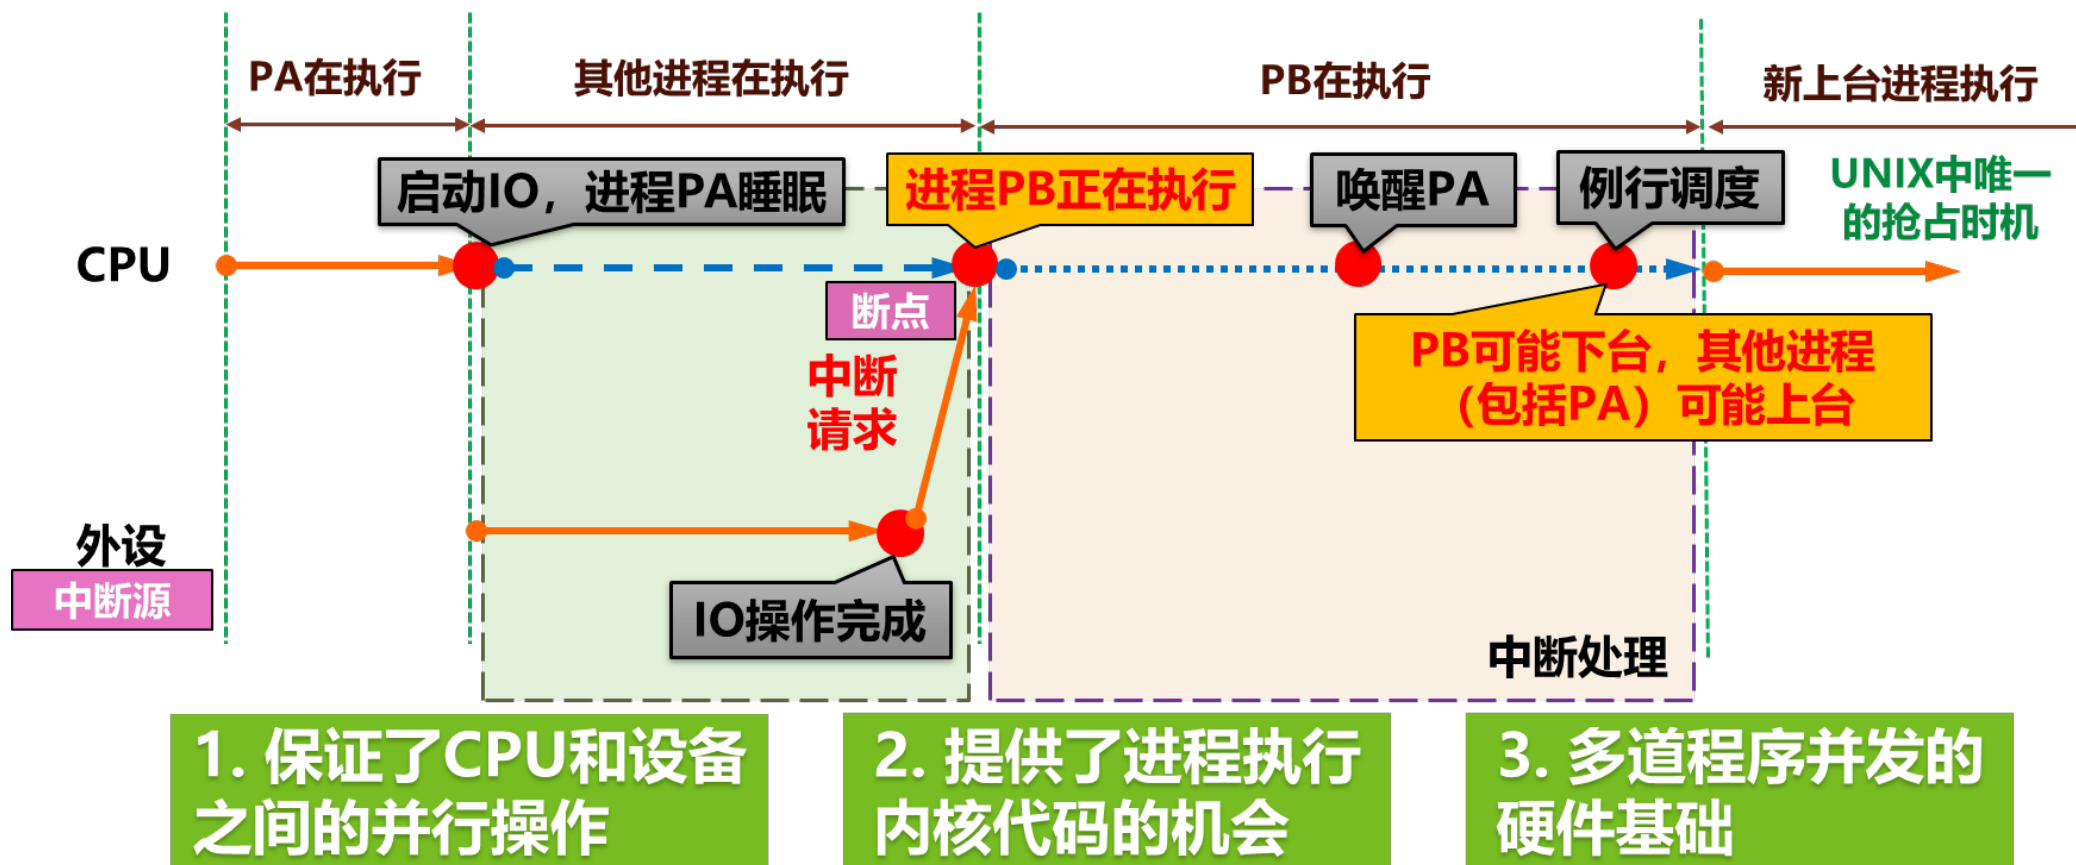 PA在执行
其他进程在执行
PB在执行
新上台进程执行
启动IO，进程PA睡眠
进程PB正在执行
唤醒PA
例行调度
UNIX中唯一
的抢占时机
CPU
断点
中断
请求
PB可能下台，其他进程
（包括PA）可能上台
外设
中断源
IO操作完成
中断处理
1. 保证了CPU和设备
之间的并行操作
2. 提供了进程执行
内核代码的机会
3. 多道程序并发的
硬件基础